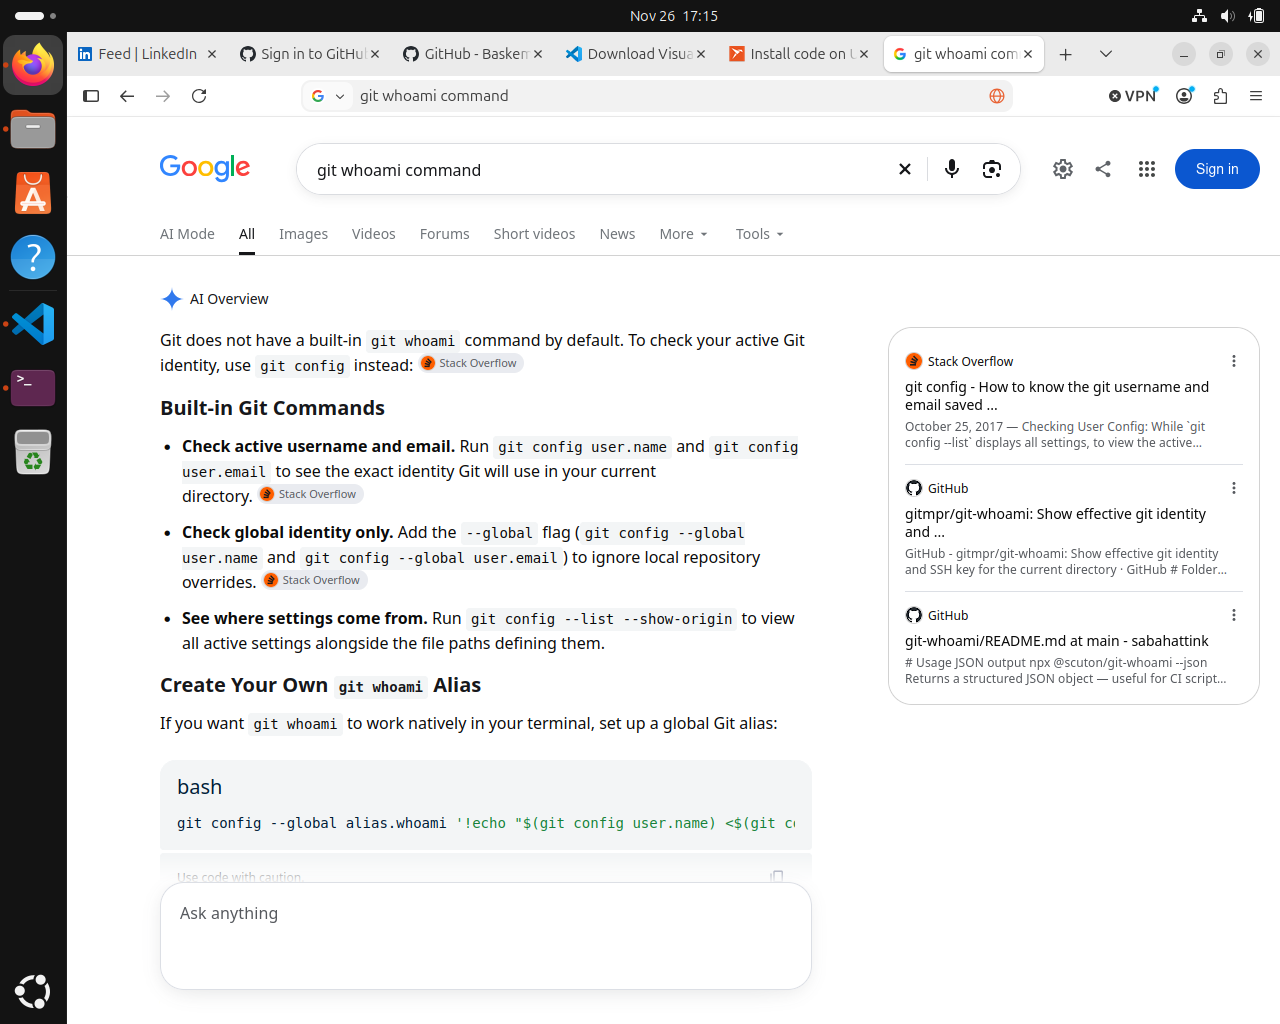 Nov 26 17:15
Feed | LinkedIn
Sign in to GitHu
GitHub - Baskem
Download Visua
Install code on U
git whoami com
git whoami command
VPN
Google
git whoami command
Sign in
AI Mode
All
Images
Videos
Forums
Short videos
News
More
Tools
AI Overview
Git does not have a built-in git whoami command by default. To check your active Git
identity, use git config instead: Stack Overflow
Built-in Git Commands
• Check active username and email. Run git config user.name and git config
user.email to see the exact identity Git will use in your current
directory. Stack Overflow
• Check global identity only. Add the --global flag ( git config --global
user.name and git config --global user.email ) to ignore local repository
overrides. Stack Overflow
• See where settings come from. Run git config --list --show-origin to view
all active settings alongside the file paths defining them.
Create Your Own git whoami Alias
If you want git whoami to work natively in your terminal, set up a global Git alias:
bash
git config --global alias.whoami '!echo "$(git config user.name) <$(git co
Use code with caution.
Ask anything
Stack Overflow
git config - How to know the git username and
email saved ...
October 25, 2017 — Checking User Config: While `git
config --list` displays all settings, to view the active...
GitHub
gitmpr/git-whoami: Show effective git identity
and ...
GitHub - gitmpr/git-whoami: Show effective git identity
and SSH key for the current directory · GitHub # Folder...
GitHub
git-whoami/README.md at main - sabahattink
# Usage JSON output npx @scuton/git-whoami --json
Returns a structured JSON object — useful for CI script...